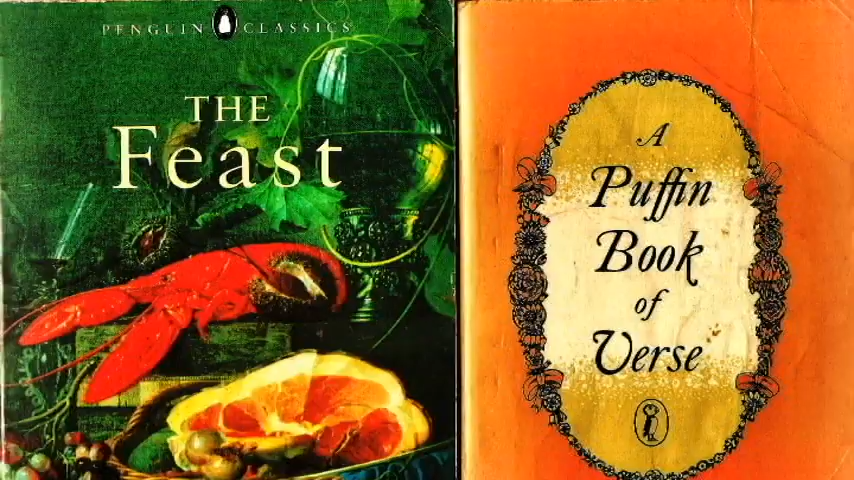 PENGUIN CLASSICS
THE
Feast
A
Puffin
Book
of
Verse